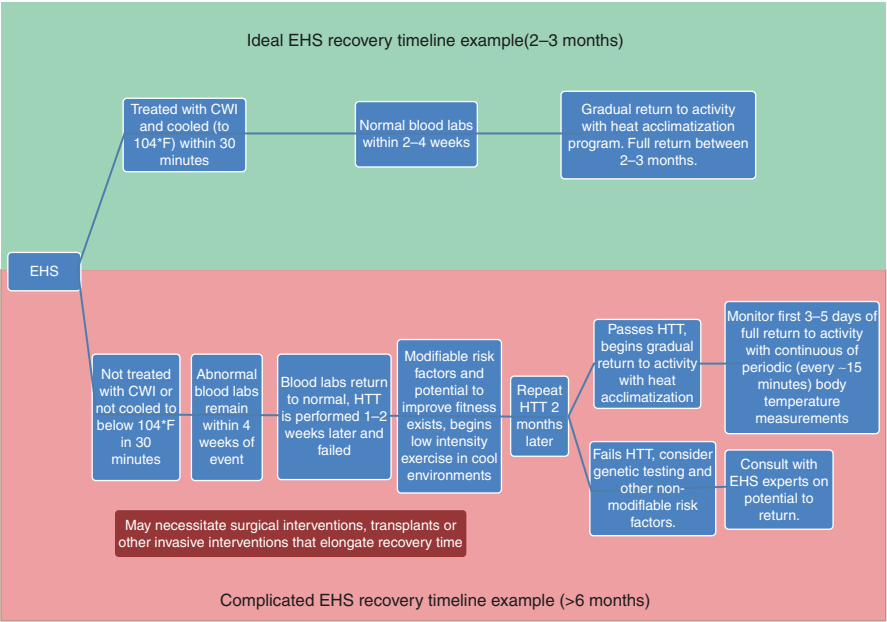 Ideal EHS recovery timeline example(2–3 months)
Treated with CWI
and cooled (to
104*F) within 30
minutes
Normal blood labs
within 2–4 weeks
Gradual return to activity
with heat acclimatization
program. Full return between
2–3 months.
EHS
Not treated
with CWI or
not cooled to
below 104*F
in 30
minutes
Abnormal
blood labs
remain
within 4
weeks of
event
Blood labs return
to normal, HTT
is performed 1–2
weeks later and
failed
Modifiable risk
factors and
potential to
improve fitness
exists, begins
low intensity
exercise in cool
environments
Repeat
HTT 2
months
later
Passes HTT,
begins gradual
return to activity
with heat
acclimatization
Monitor first 3–5 days of
full return to activity
with continuous of
periodic (every ~15
minutes) body
temperature
measurements
Fails HTT, consider
genetic testing and
other non-
modifiable risk
factors.
Consult with
EHS experts on
potential to
return.
May necessitate surgical interventions, transplants or
other invasive interventions that elongate recovery time
Complicated EHS recovery timeline example (>6 months)